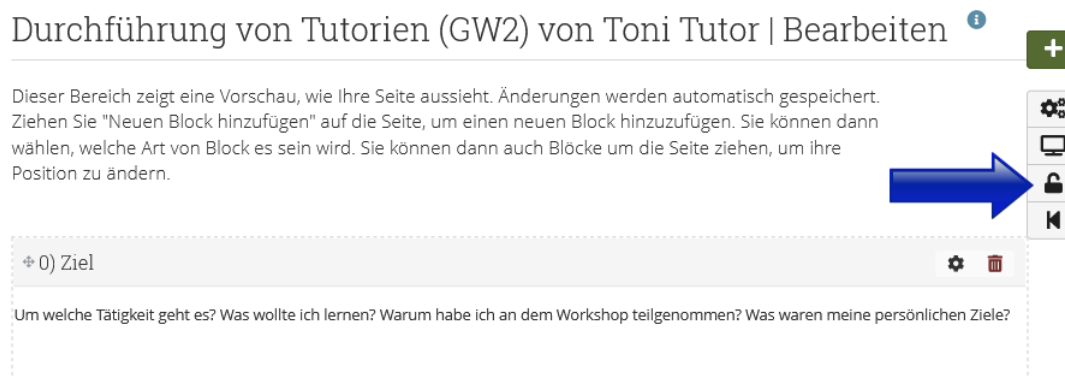 Durchführung von Tutorien (GW2) von Toni Tutor | Bearbeiten
Dieser Bereich zeigt eine Vorschau, wie Ihre Seite aussieht. Änderungen werden automatisch gespeichert.
Ziehen Sie "Neuen Block hinzufügen" auf die Seite, um einen neuen Block hinzuzufügen. Sie können dann
wählen, welche Art von Block es sein wird. Sie können dann auch Blöcke um die Seite ziehen, um ihre
Position zu ändern.
0) Ziel
Um welche Tätigkeit geht es? Was wollte ich lernen? Warum habe ich an dem Workshop teilgenommen? Was waren meine persönlichen Ziele?